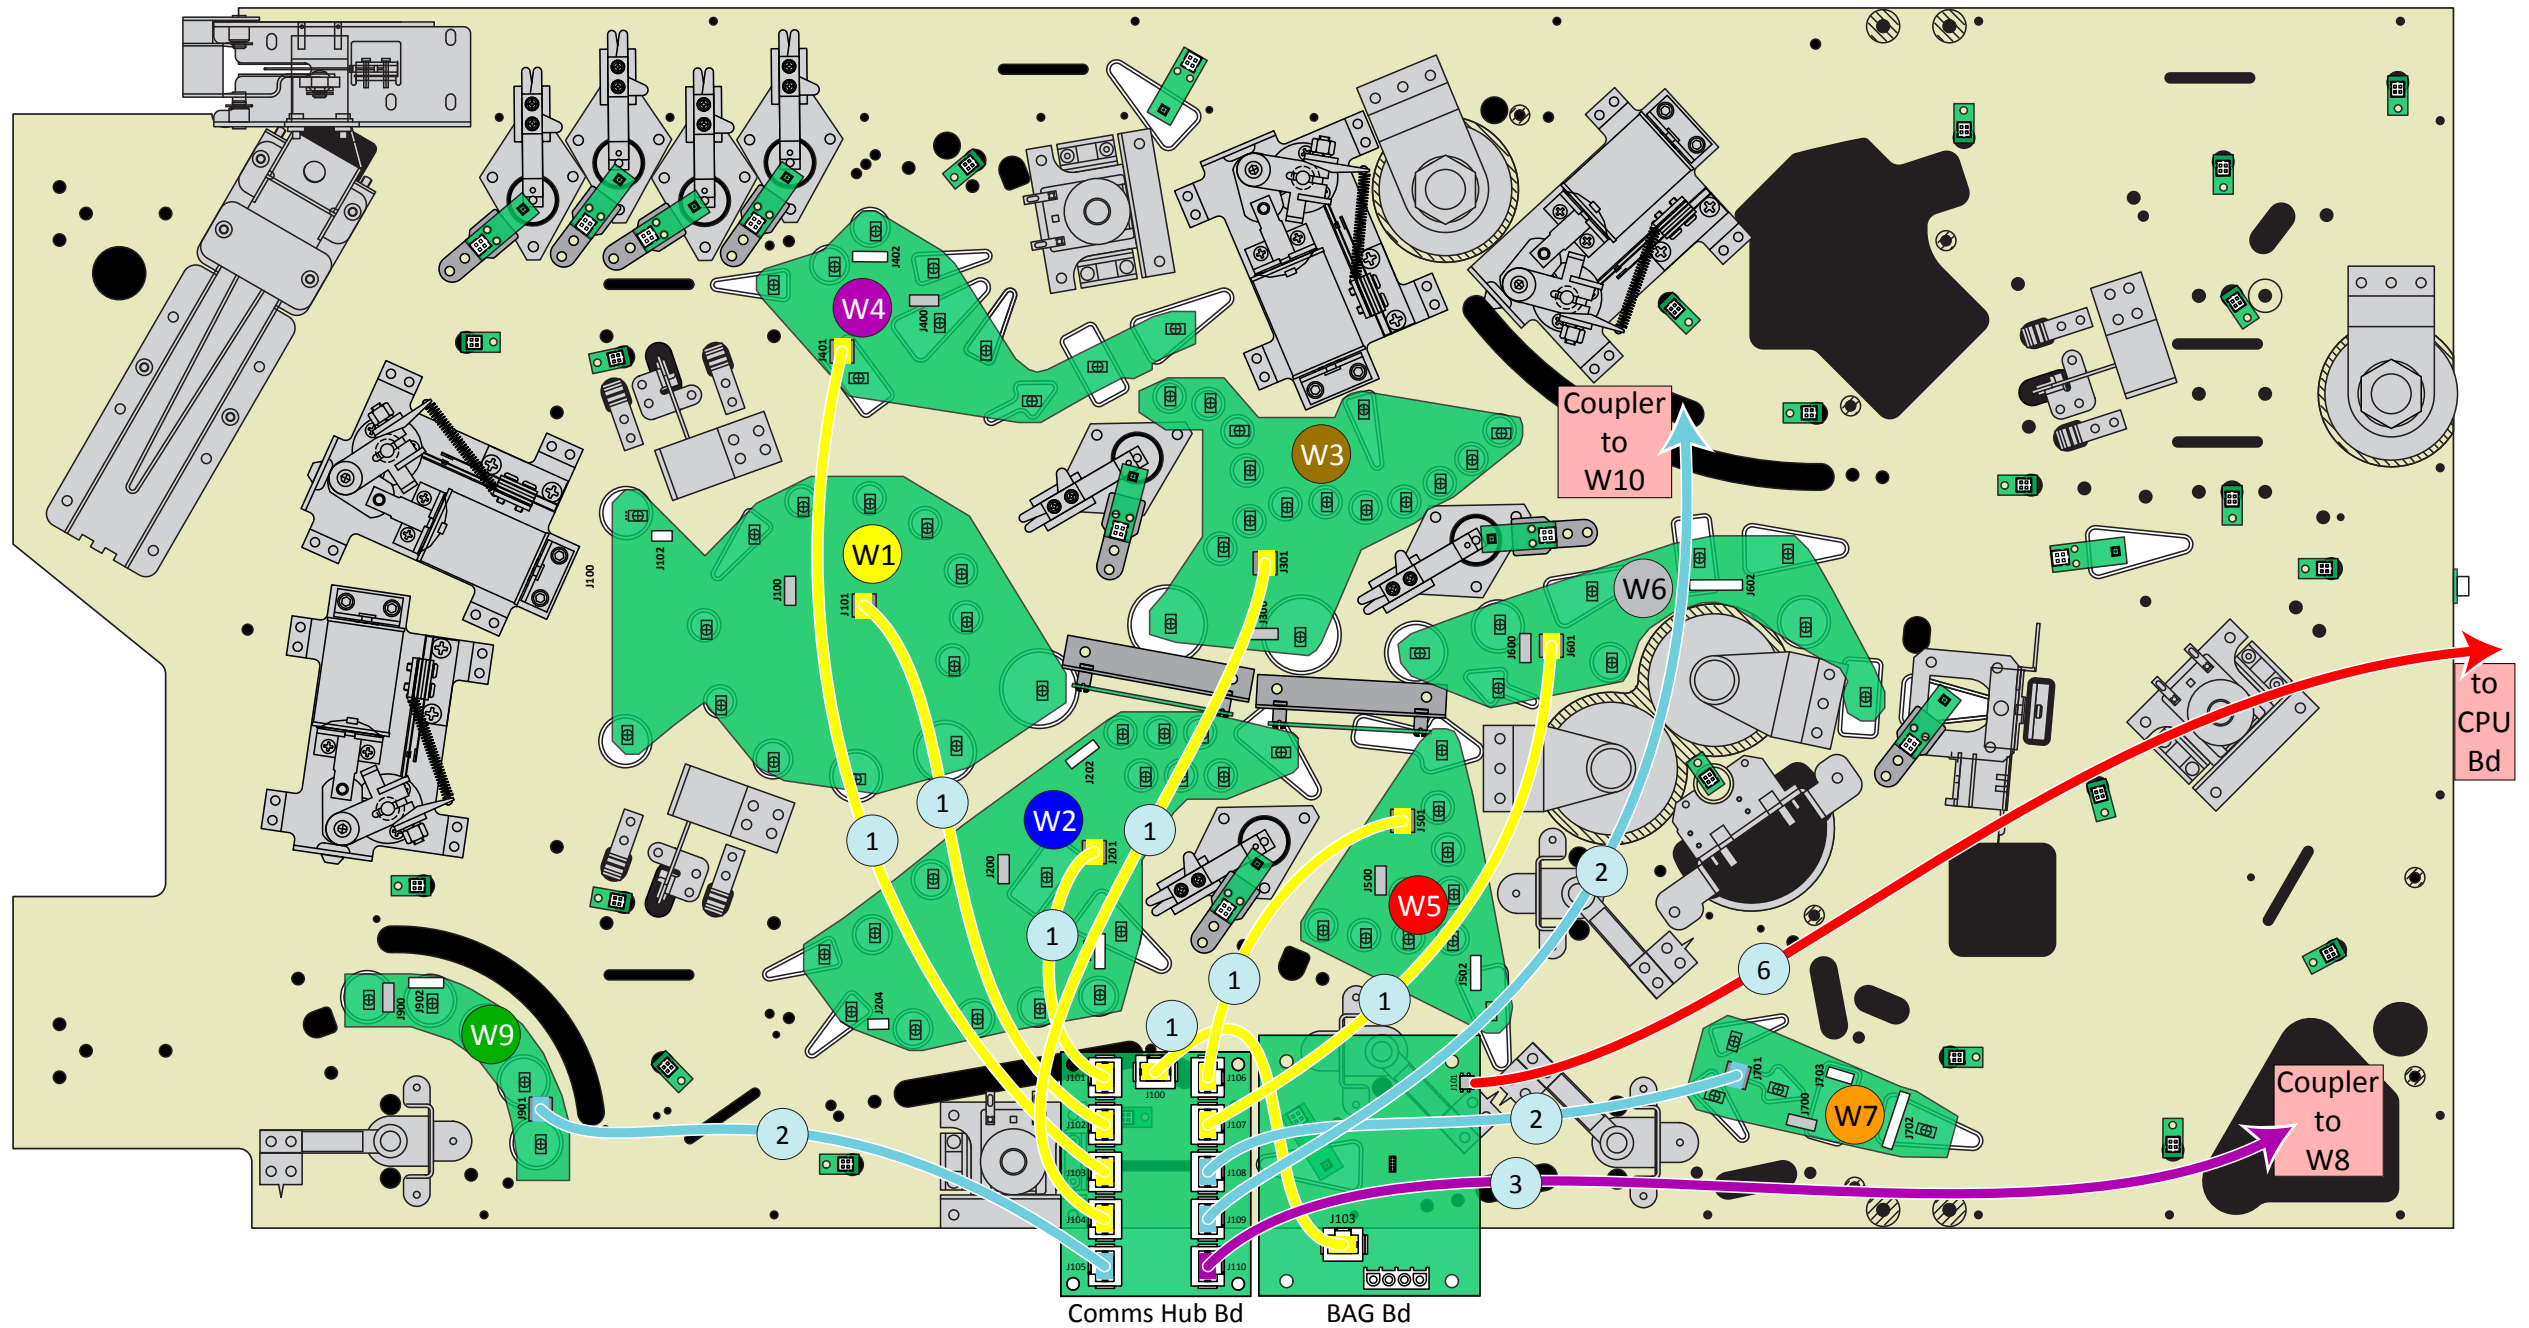 J402
W4
J400
J401
Coupler
to
W10
W3
W1
J102
J100
J100
J101
J301
J300
W6
J602
J600
J601
to
CPU
Bd
J202
W2
J201
J200
1
1
1
J501
J500
W5
2
1
J502
J204
1
1
6
1
J900
J902
W9
J901
2
J101
J100
J106
J102
J107
J103
J108
J104
J109
J105
J110
J101
J103
2
3
J701
J703
J700
W7
J702
Coupler
to
W8
Comms Hub Bd
BAG Bd